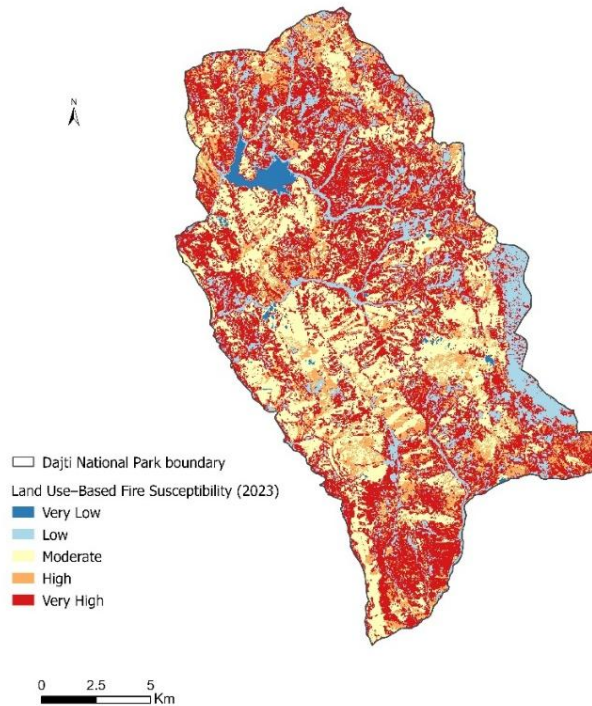 N
Dajti National Park boundary
Land Use–Based Fire Susceptibility (2023)
Very Low
Low
Moderate
High
Very High
0 2.5 5
Km